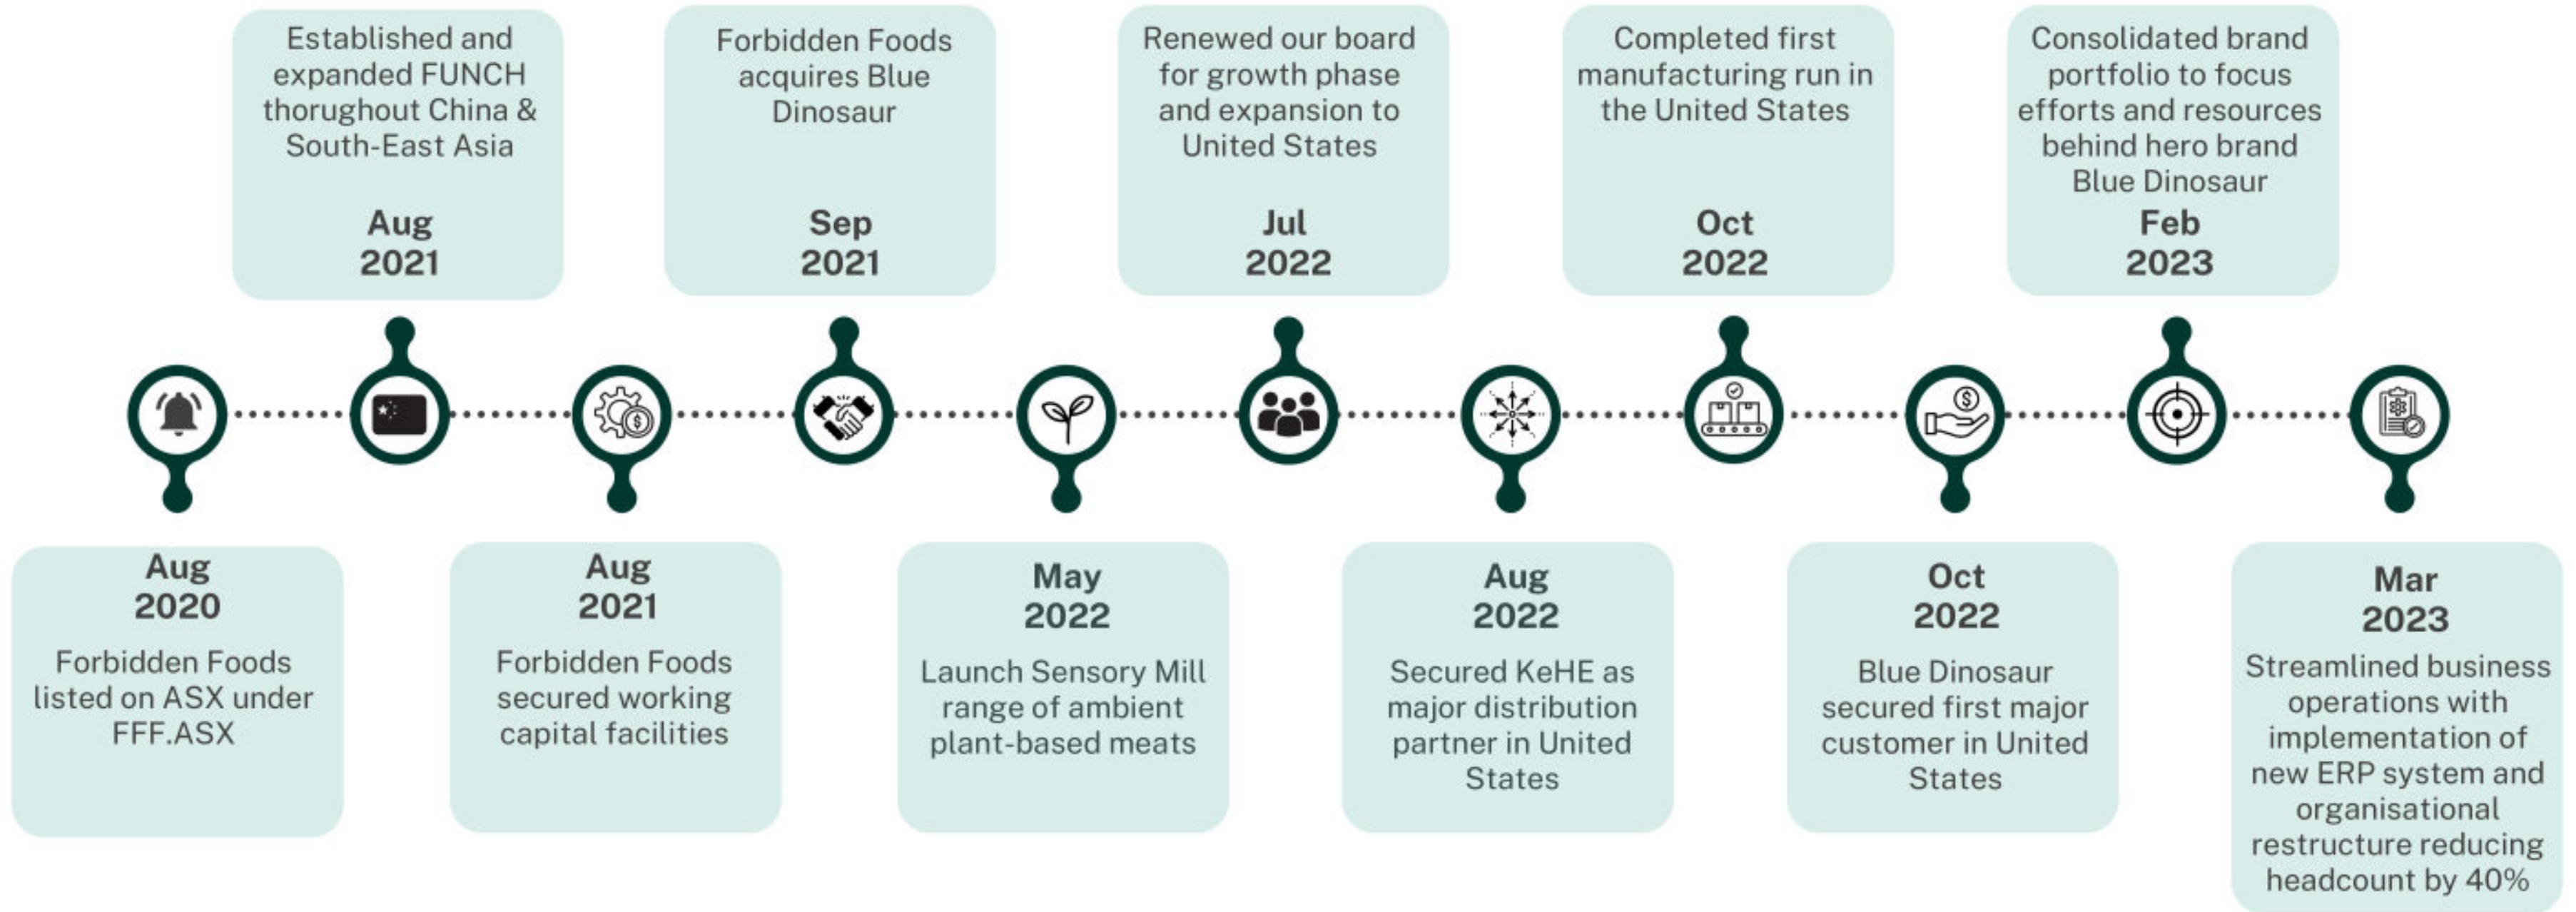 Established and
expanded FUNCH
thorughout China &
South-East Asia
Aug
2021
Forbidden Foods
acquires Blue
Dinosaur
Sep
2021
Renewed our board
for growth phase
and expansion to
United States
Jul
2022
Completed first
manufacturing run in
the United States
Oct
2022
Consolidated brand
portfolio to focus
efforts and resources
behind hero brand
Blue Dinosaur
Feb
2023
Aug
2020
Forbidden Foods
listed on ASX under
FFF.ASX
Aug
2021
Forbidden Foods
secured working
capital facilities
May
2022
Launch Sensory Mill
range of ambient
plant-based meats
Aug
2022
Secured KeHE as
major distribution
partner in United
States
Oct
2022
Blue Dinosaur
secured first major
customer in United
States
Mar
2023
Streamlined business
operations with
implementation of
new ERP system and
organisational
restructure reducing
headcount by 40%